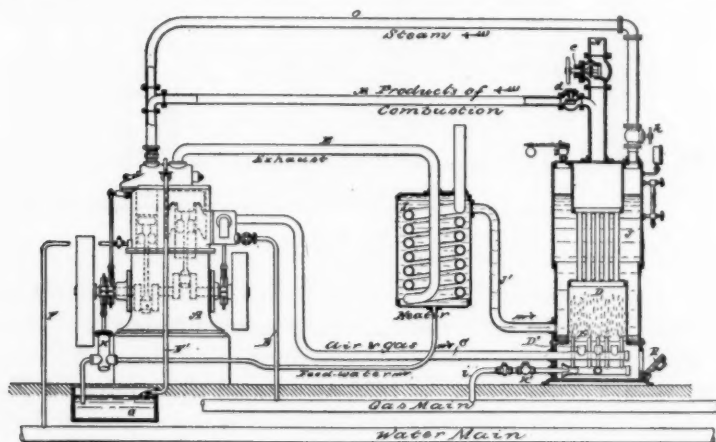 O
Steam
e
M Products of
d
Combustion
E
Exhaust
Heater
J'
D
A
F
K
E'
B
Air & gas
D'
Feed-water
i
K'
R
G
Gas Main
Water Main